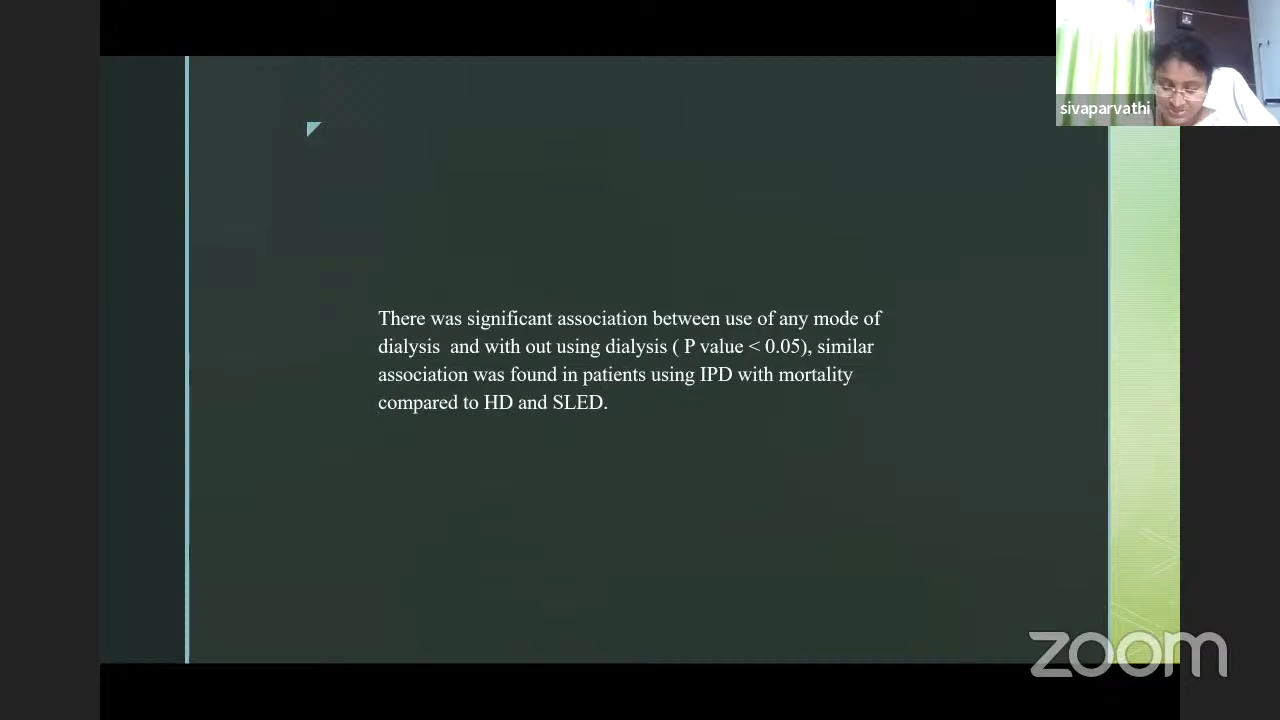 sivaparvathi
There was significant association between use of any mode of
dialysis  and with out using dialysis ( P value < 0.05), similar
association was found in patients using IPD with mortality
compared to HD and SLED.
zoom